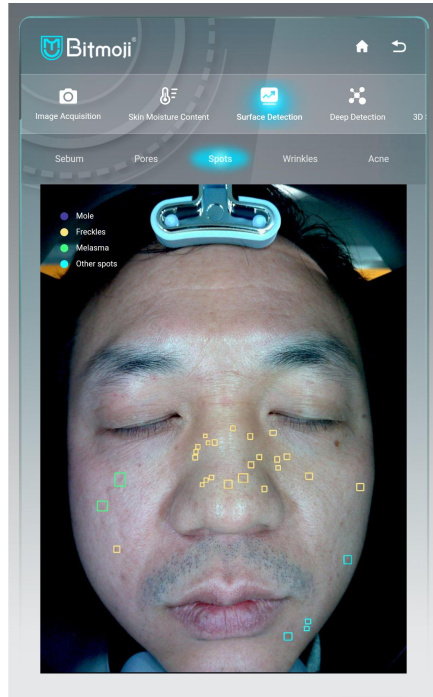 Bitmoji
Image Acquisition
Skin Moisture Content
Surface Detection
Deep Detection
3D
Sebum
Pores
Spots
Wrinkles
Acne
Mole
Freckles
Melasma
Other spots